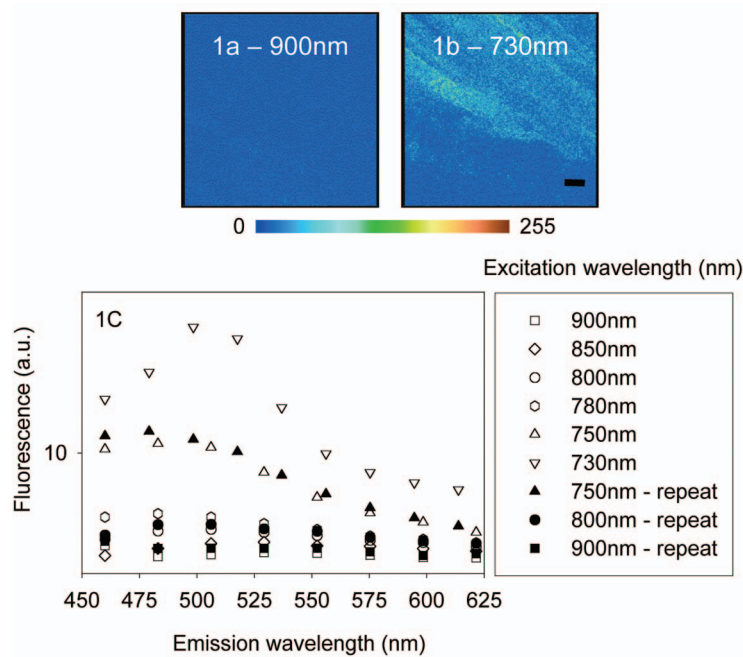 1a – 900nm
1b – 730nm
0
255
Excitation wavelength (nm)
1C
Fluorescence (a.u.)
10
450 475 500 525 550 575 600 625
Emission wavelength (nm)
900nm
850nm
800nm
780nm
750nm
730nm
750nm - repeat
800nm - repeat
900nm - repeat